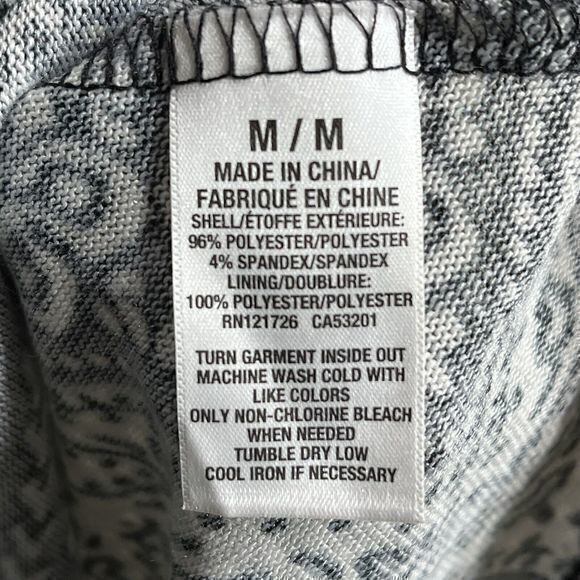 M / M
MADE IN CHINA/
FABRIQUÉ EN CHINE
SHELL/ÉTOFFE EXTÉRIEURE:
96% POLYESTER/POLYESTER
4% SPANDEX/SPANDEX
LINING/DOUBLURE:
100% POLYESTER/POLYESTER
RN121726 CA53201
TURN GARMENT INSIDE OUT
MACHINE WASH COLD WITH
LIKE COLORS
ONLY NON-CHLORINE BLEACH
WHEN NEEDED
TUMBLE DRY LOW
COOL IRON IF NECESSARY